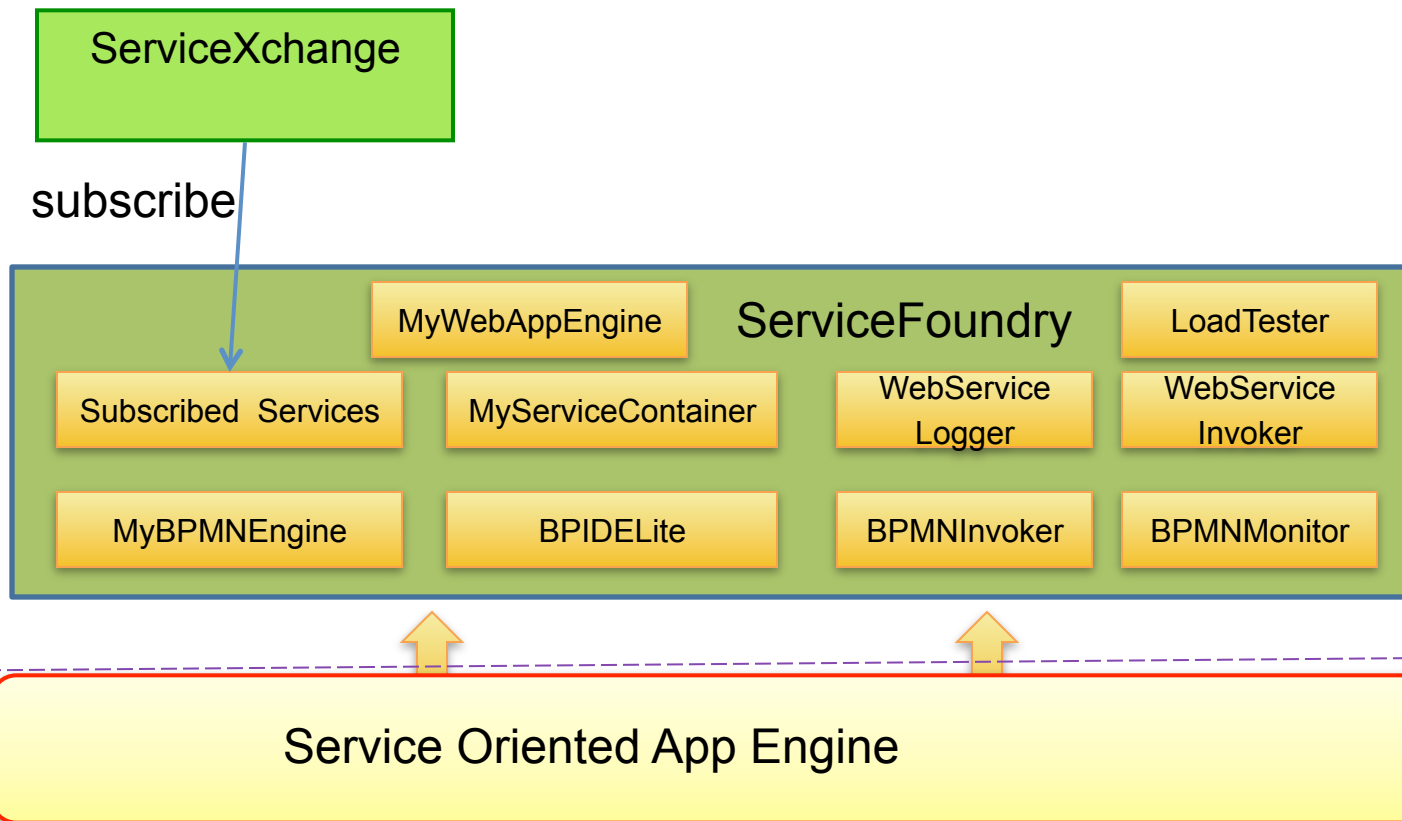 ServiceXchange
subscribe
MyWebAppEngine
ServiceFoundry
LoadTester
Subscribed Services
MyServiceContainer
WebService
Logger
WebService
Invoker
MyBPMNEngine
BPIDELite
BPMNInvoker
BPMNMonitor
Service Oriented App Engine